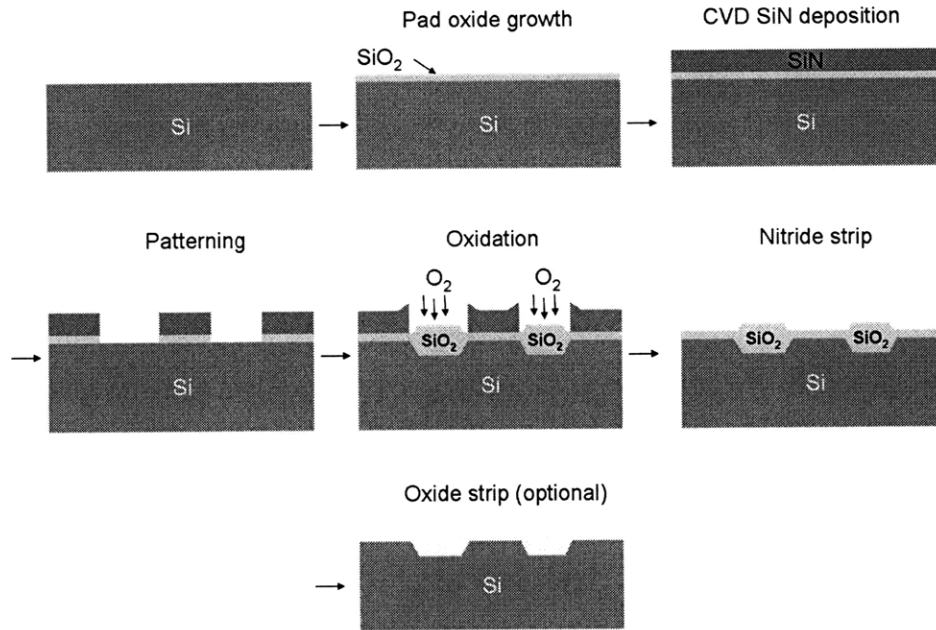 Pad oxide growth
CVD SiN deposition
SiO₂
SiN
Si
Si
Si
Patterning
Oxidation
Nitride strip
O₂
O₂
SiO₂
SiO₂
SiO₂
SiO₂
Si
Si
Si
Oxide strip (optional)
Si